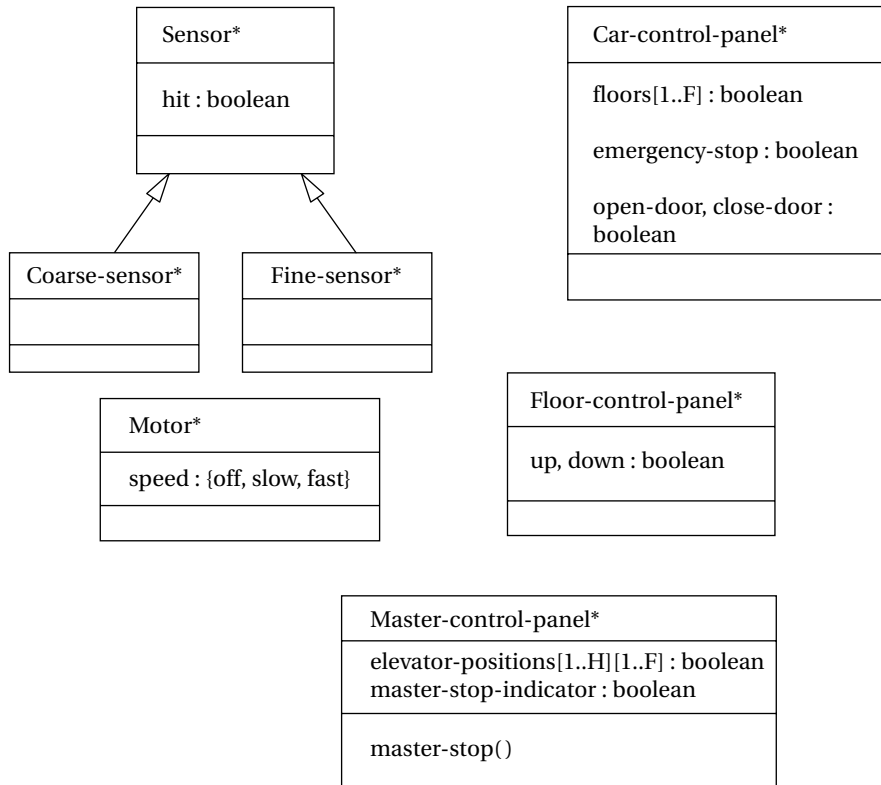 Sensor*
hit : boolean
Car-control-panel*
floors[1..F] : boolean
emergency-stop : boolean
open-door, close-door :
boolean
Coarse-sensor*
Fine-sensor*
Motor*
speed : {off, slow, fast}
Floor-control-panel*
up, down : boolean
Master-control-panel*
elevator-positions[1..H][1..F] : boolean
master-stop-indicator : boolean
master-stop()